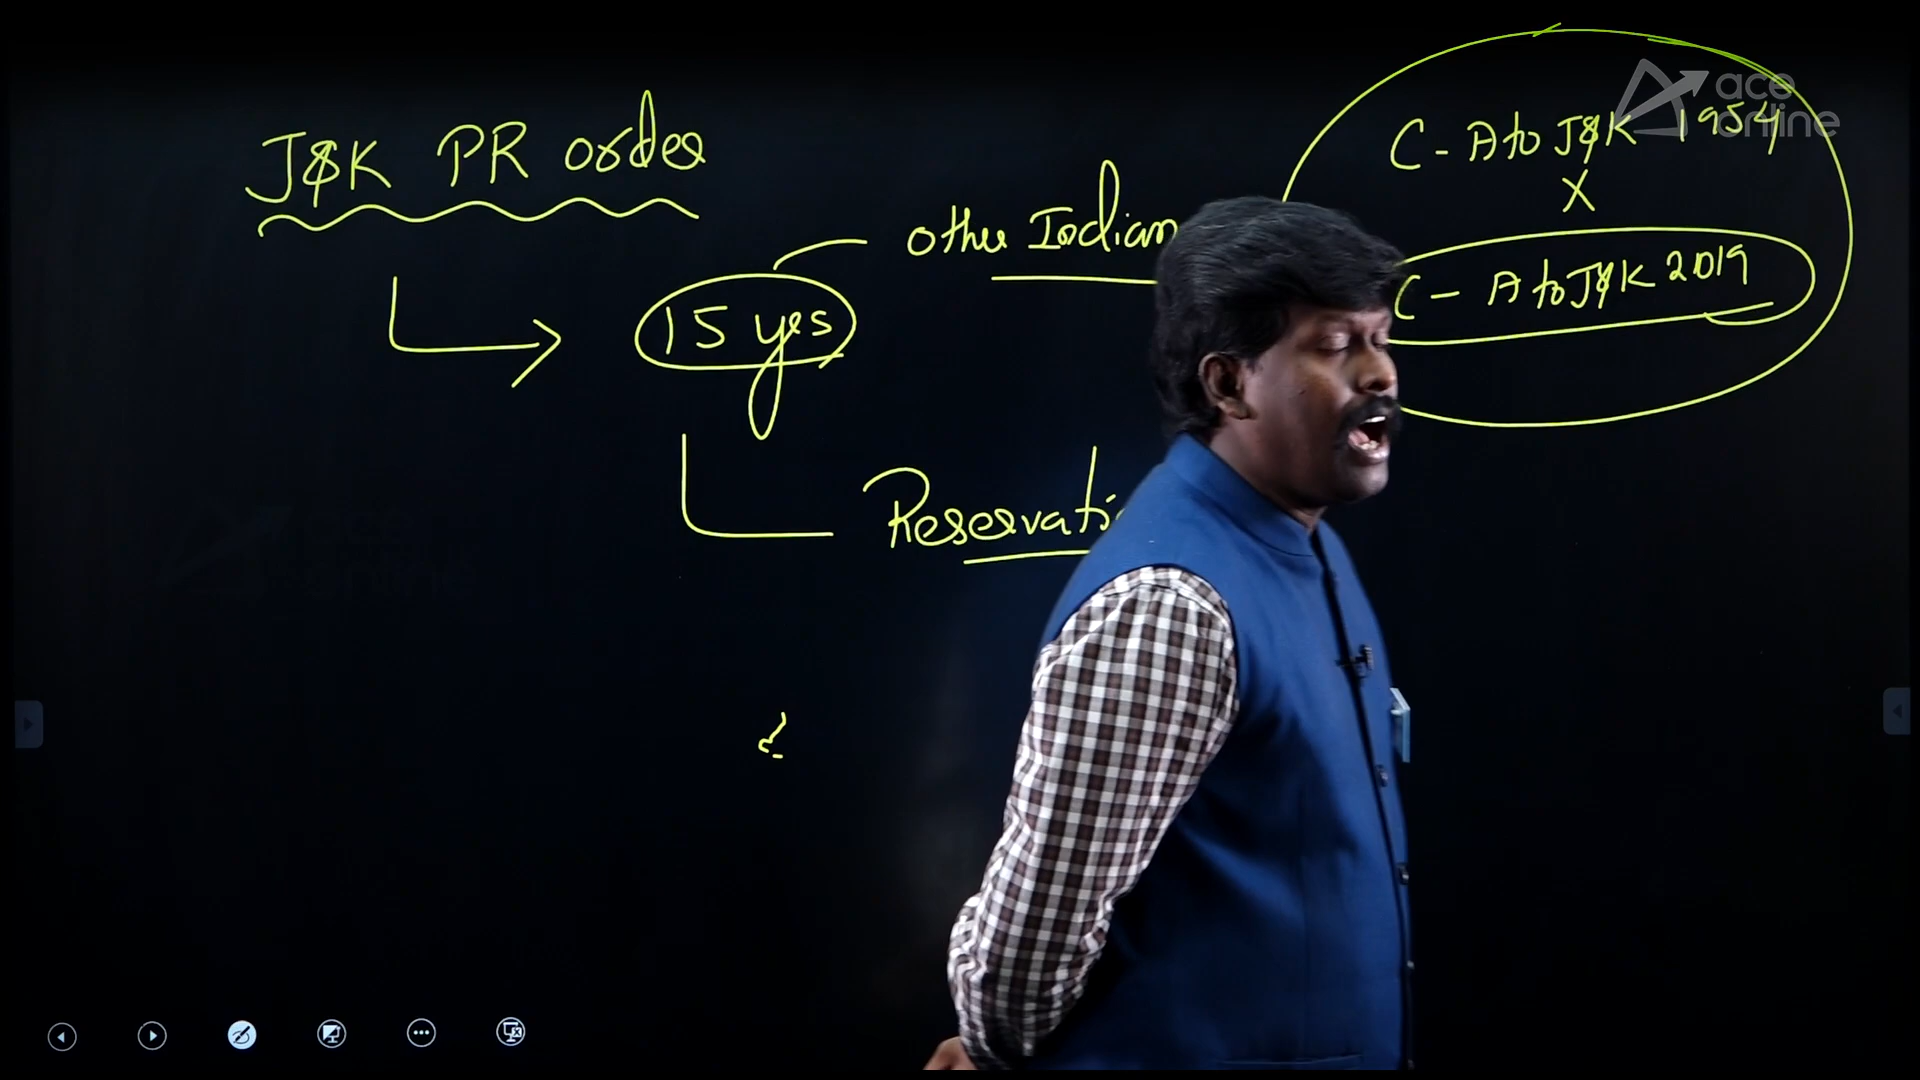 J&K PR order
15 yrs
other Indian
Reservati
C - A to J&K 1954
X
C - A to J&K 2019
ace
online